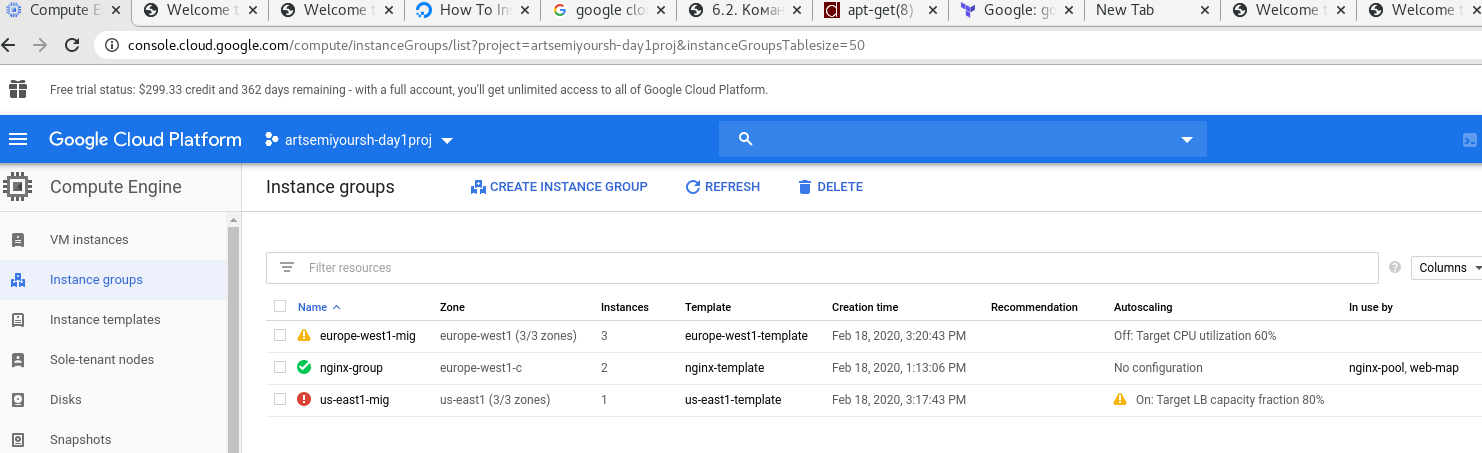 Compute E Welcome t Welcome t How To In google clo 6.2. Коман apt-get(8) Google: go New Tab Welcome t Welcome t
console.cloud.google.com/compute/instanceGroups/list?project=artsemiyoursh-day1proj&instanceGroupsTablesize=50
Free trial status: $299.33 credit and 362 days remaining - with a full account, you'll get unlimited access to all of Google Cloud Platform.
Google Cloud Platform artsemiyoursh-day1proj
Compute Engine Instance groups CREATE INSTANCE GROUP REFRESH DELETE
VM instances
Instance groups Filter resources Columns
Name Zone Instances Template Creation time Recommendation Autoscaling In use by
Instance templates europe-west1-mig europe-west1 (3/3 zones) 3 europe-west1-template Feb 18, 2020, 3:20:43 PM Off: Target CPU utilization 60%
Sole-tenant nodes nginx-group europe-west1-c 2 nginx-template Feb 18, 2020, 1:13:06 PM No configuration nginx-pool, web-map
Disks us-east1-mig us-east1 (3/3 zones) 1 us-east1-template Feb 18, 2020, 3:17:43 PM On: Target LB capacity fraction 80%
Snapshots